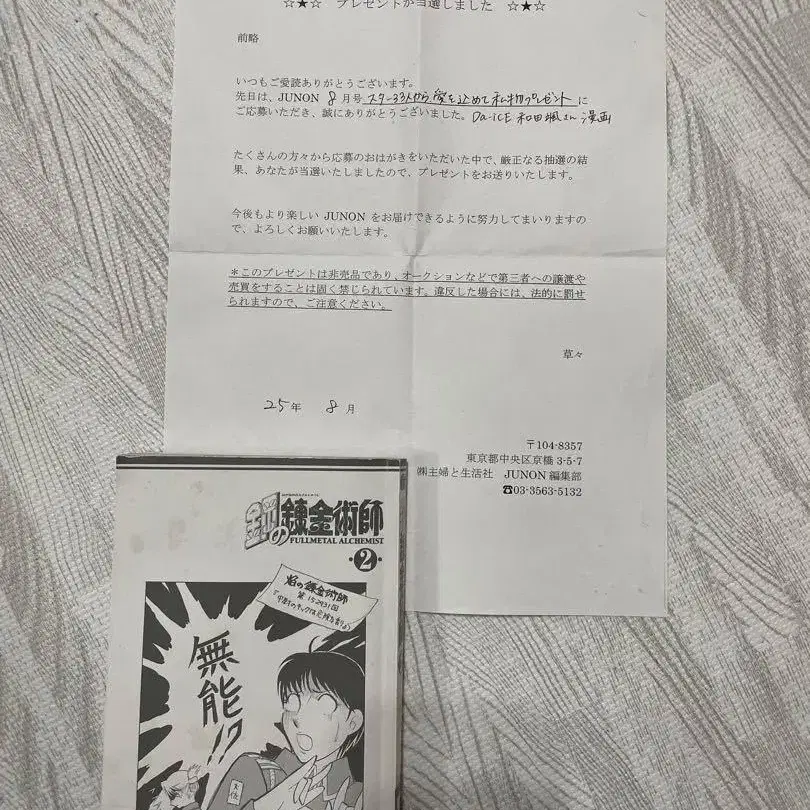 ☆★☆ プレゼントが当選しました ☆★☆
前略
いつもご愛読ありがとうございます。
先日は、JUNON 8月号 スター33人から愛を込めて私物プレゼント に
ご応募いただき、誠にありがとうございました。Da-iCE 和田颯さん 漫画
たくさんの方々から応募のおはがきをいただいた中で、厳正なる抽選の結
果、あなたが当選いたしましたので、プレゼントをお送りいたします。
今後もより楽しい JUNON をお届けできるように努力してまいりますの
で、よろしくお願いいたします。
＊このプレゼントは非売品であり、オークションなどで第三者への譲渡や
売買をすることは固く禁じられています。違反した場合には、法的に罰せ
られますので、ご注意ください。
草々
25年 8月
〒104-8357
東京都中央区京橋 3-5-7
㈱主婦と生活社 JUNON 編集部
☎03-3563-5132
鋼の錬金術師
FULLMETAL ALCHEMIST
2
焔の錬金術師
無能!?
大佐